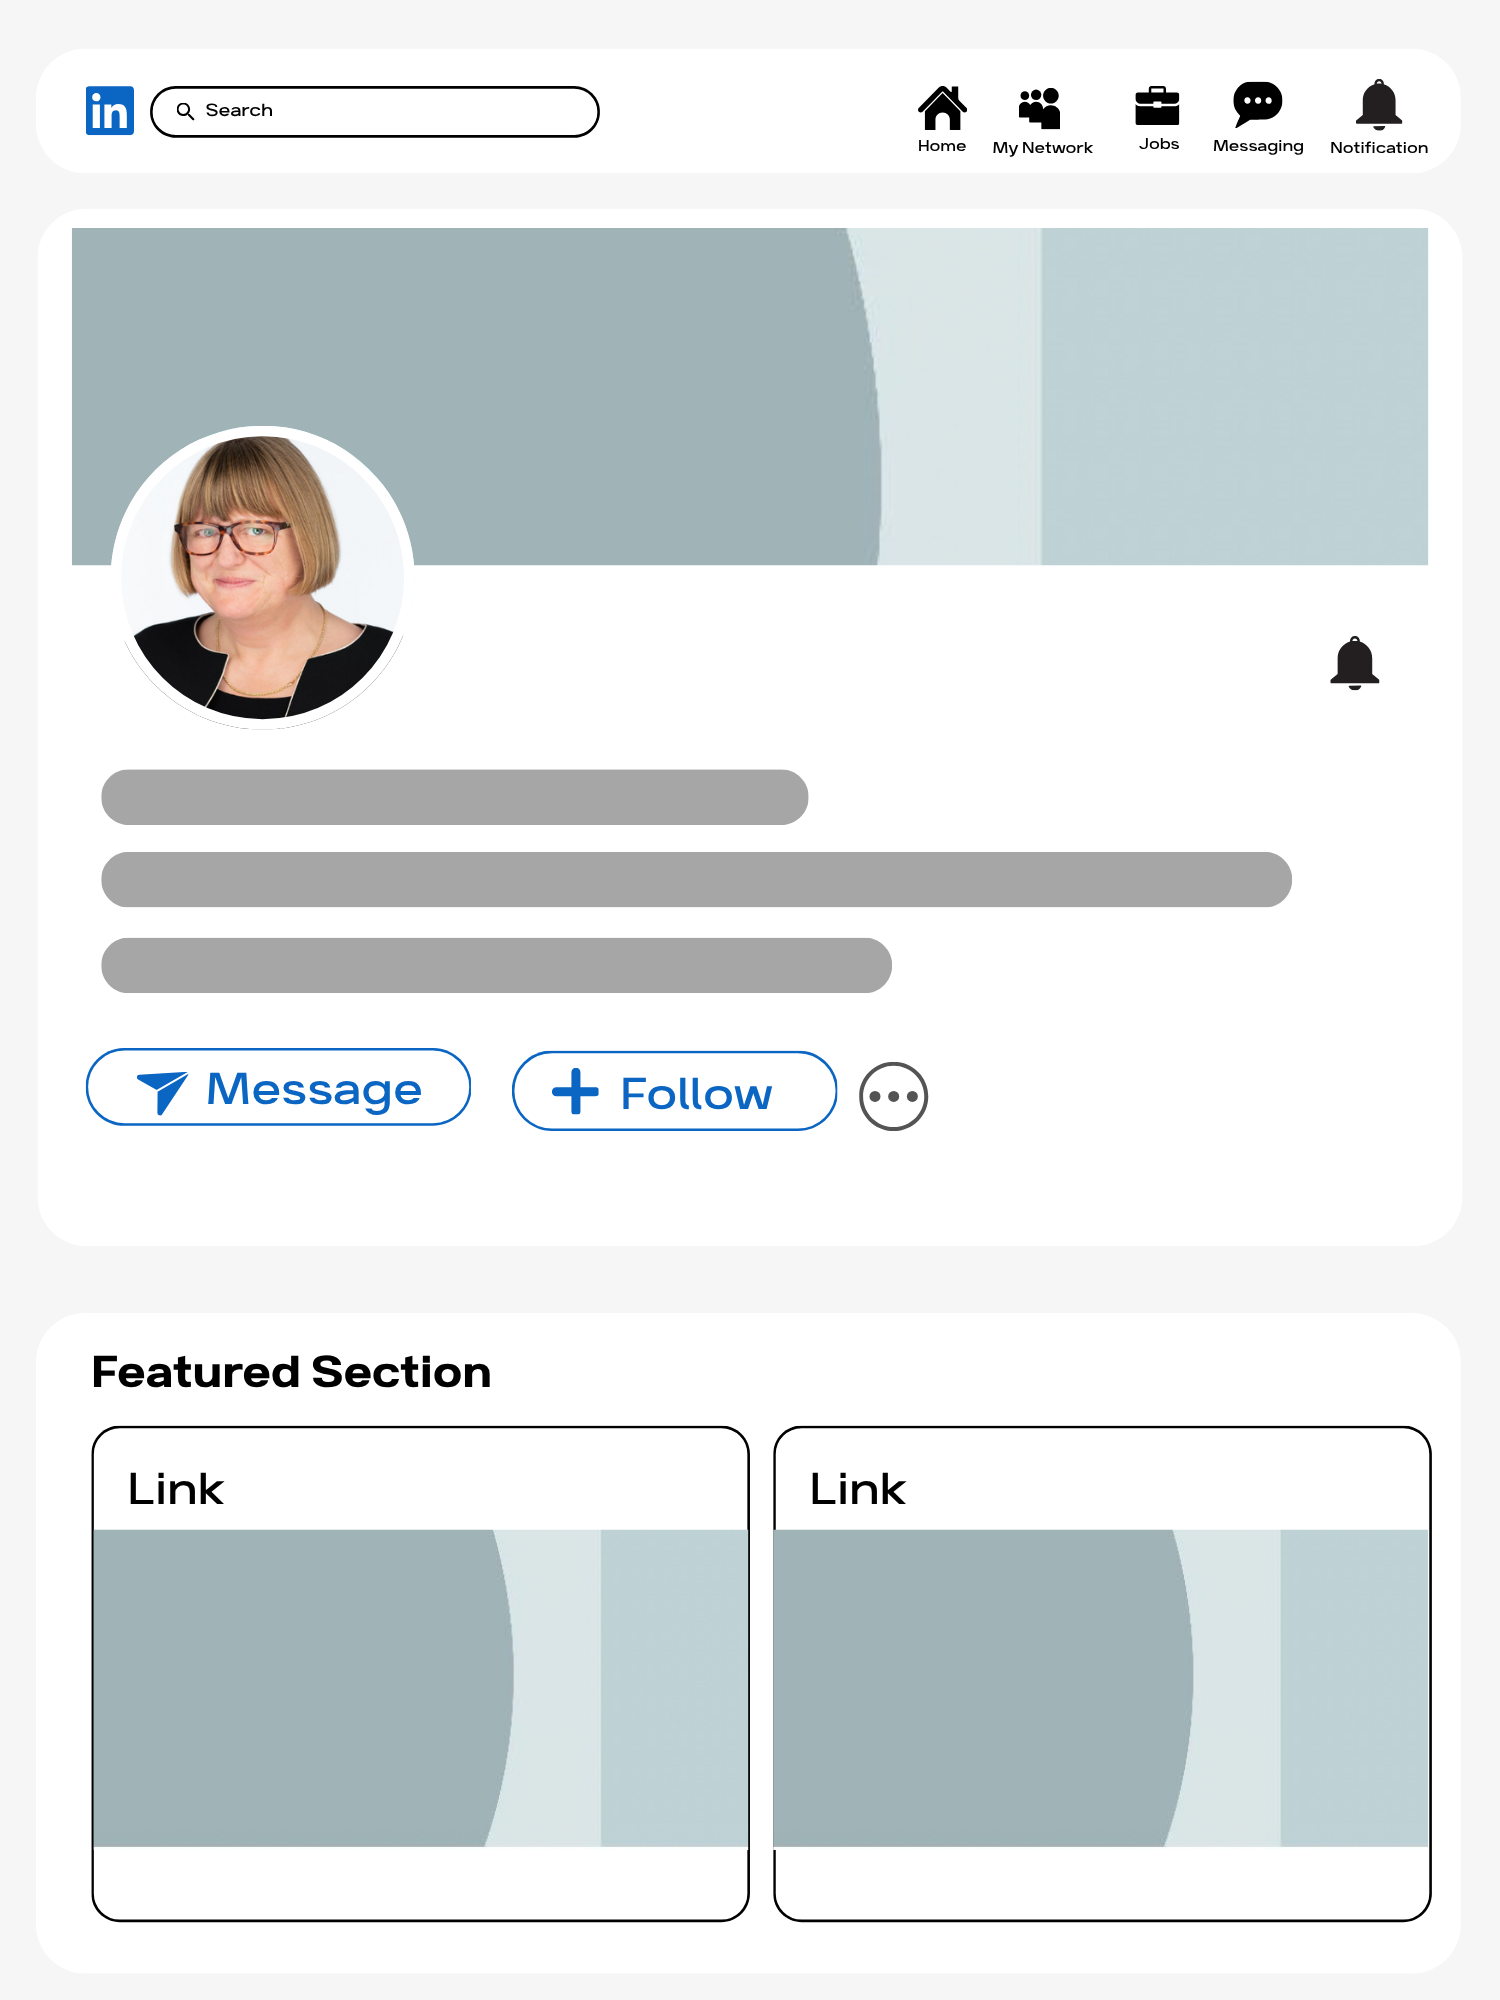 in
Search
Home
My Network
Jobs
Messaging
Notification
Message
Follow
Featured Section
Link
Link